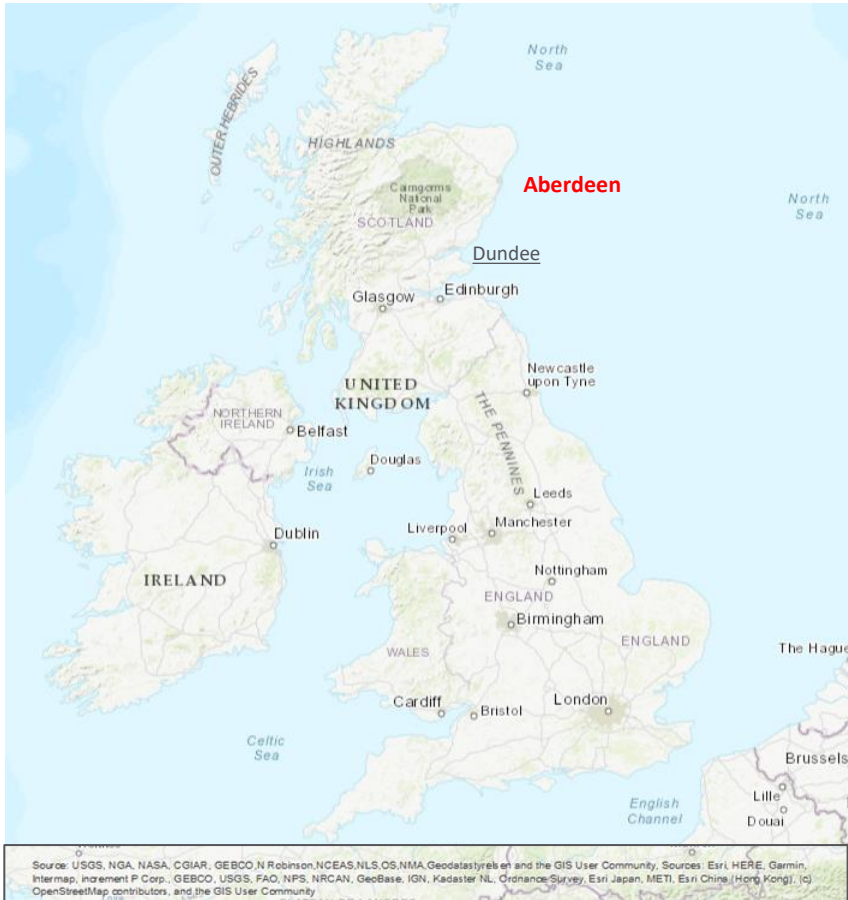 North
Sea
OUTER HEBRIDES
HIGHLANDS
Cairngorms
National
Park
Aberdeen
North
Sea
SCOTLAND
Dundee
Edinburgh
Glasgow
Newcastle
upon Tyne
UNITED
KINGDOM
THE PENNINES
NORTHERN
IRELAND
Belfast
Douglas
Irish
Sea
Leeds
Manchester
Liverpool
Dublin
Nottingham
IRELAND
ENGLAND
Birmingham
ENGLAND
WALES
The Hague
Cardiff
Bristol
London
Celtic
Sea
Brussels
Lille
English
Channel
Douai
Source: USGS, NGA, NASA, CGIAR, GEBCO,N Robinson,NCEAS,NLS,OS,NMA,Geodatastyrelsen and the GIS User Community, Sources: Esri, HERE, Garmin,
Intermap, increment P Corp., GEBCO, USGS, FAO, NPS, NRCAN, GeoBase, IGN, Kadaster NL, Ordnance Survey, Esri Japan, METI, Esri China (Hong Kong), (c)
OpenStreetMap contributors, and the GIS User Community